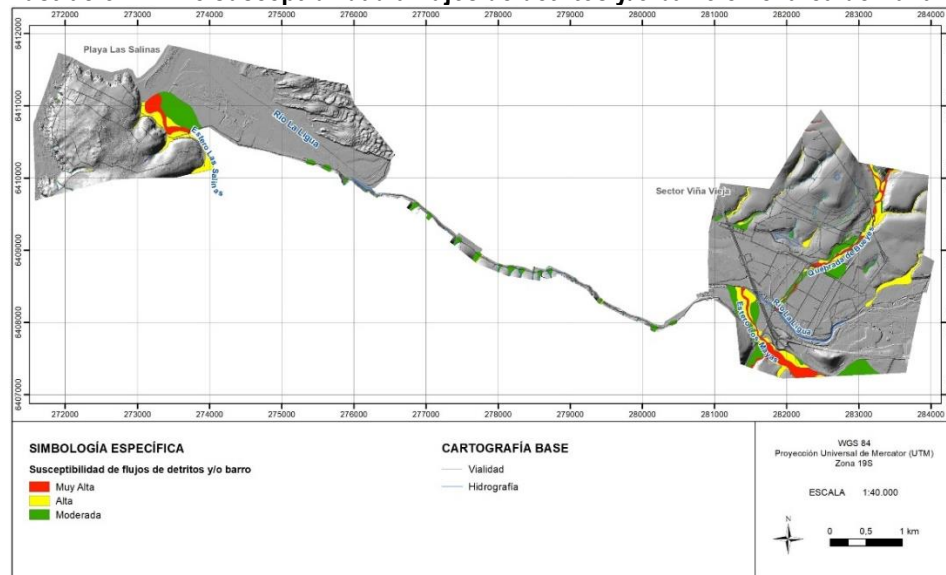 6412000
6411000
6410000
6409000
6408000
6407000
Playa Las Salinas
Estero Las Salinas
Río La Ligua
Sector Viña Vieja
Río La Ligua
272000 273000 274000 275000 276000 277000 278000 279000 280000 281000 282000 283000 284000
SIMBOLOGÍA ESPECÍFICA
Susceptibilidad de flujos de detritos y/o barro
Muy Alta
Alta
Moderada
CARTOGRAFÍA BASE
Vialidad
Hidrografía
WGS 84
Proyección Universal de Mercator (UTM)
Zona 19S
ESCALA 1:40.000
N
0 0,5 1 km